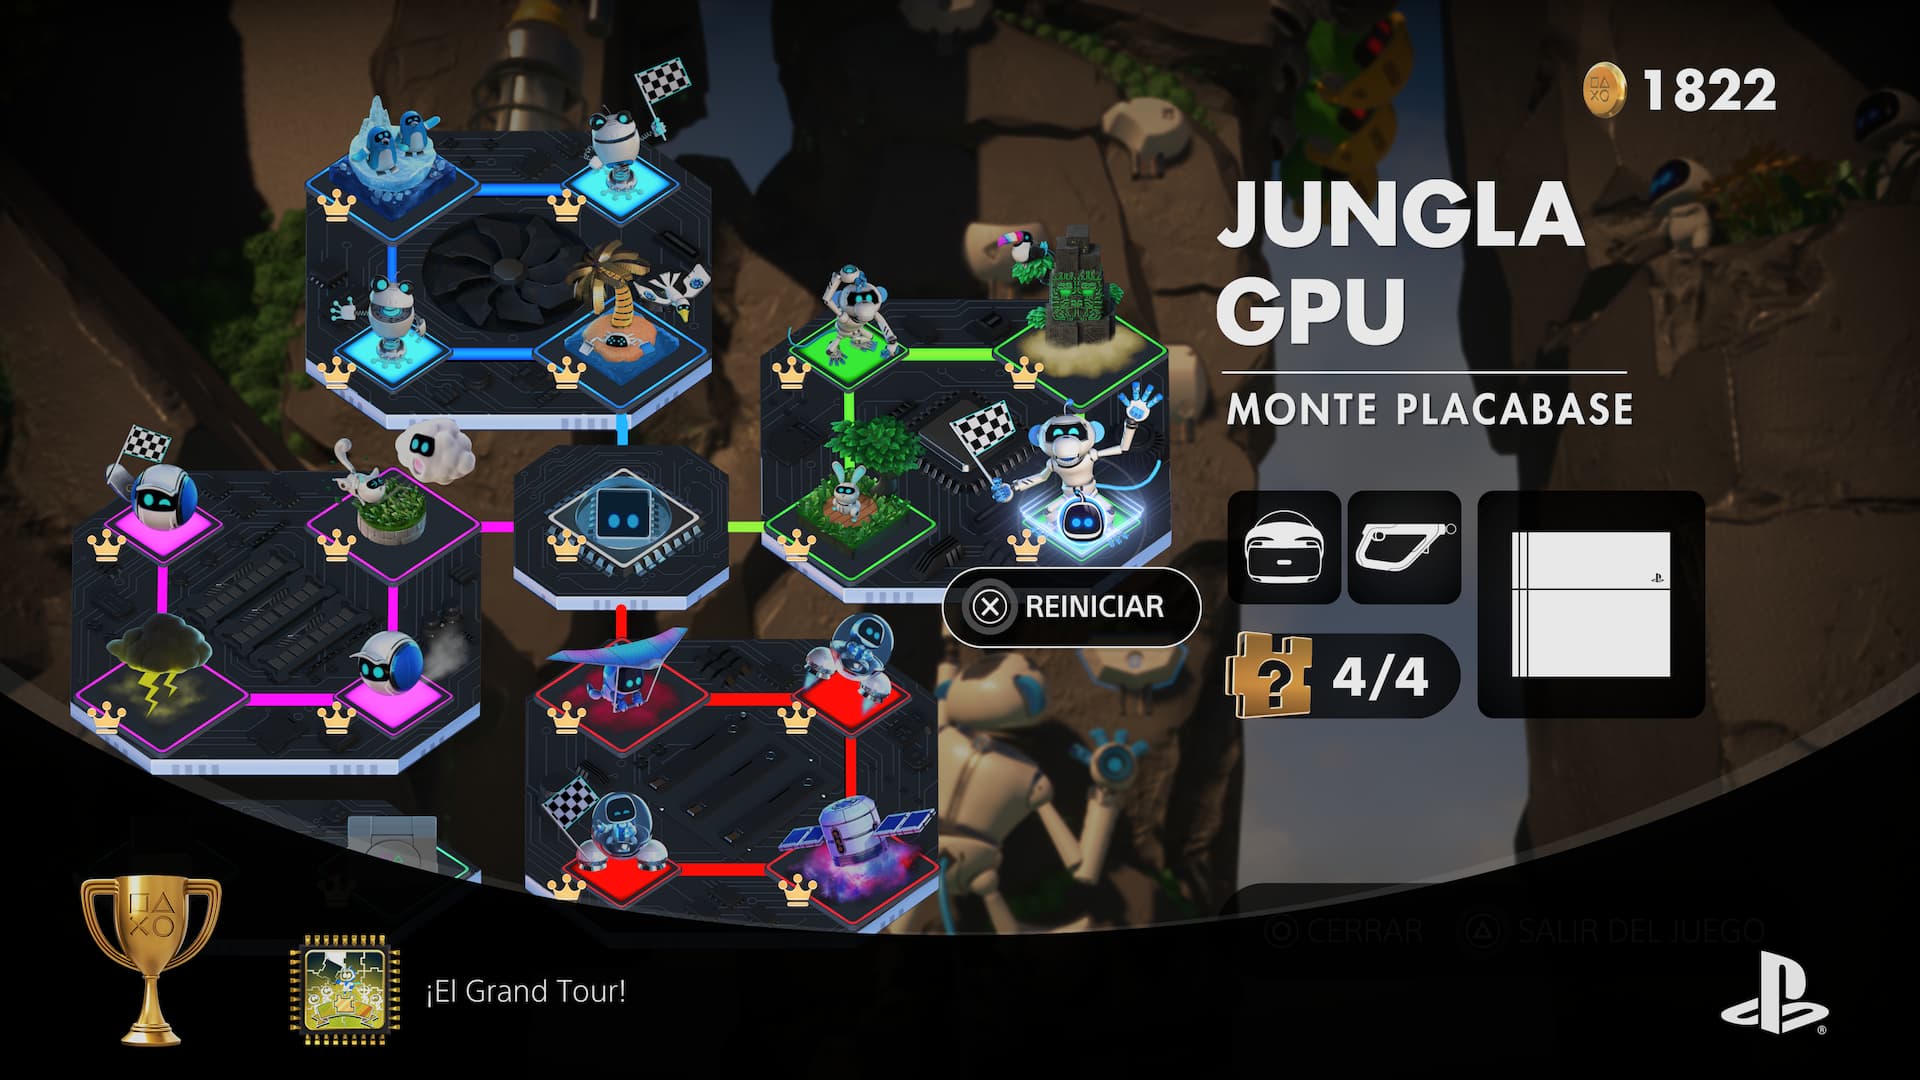 1822
JUNGLA
GPU
MONTE PLACABASE
REINICIAR
4/4
CERRAR
SALIR DEL JUEGO
¡El Grand Tour!